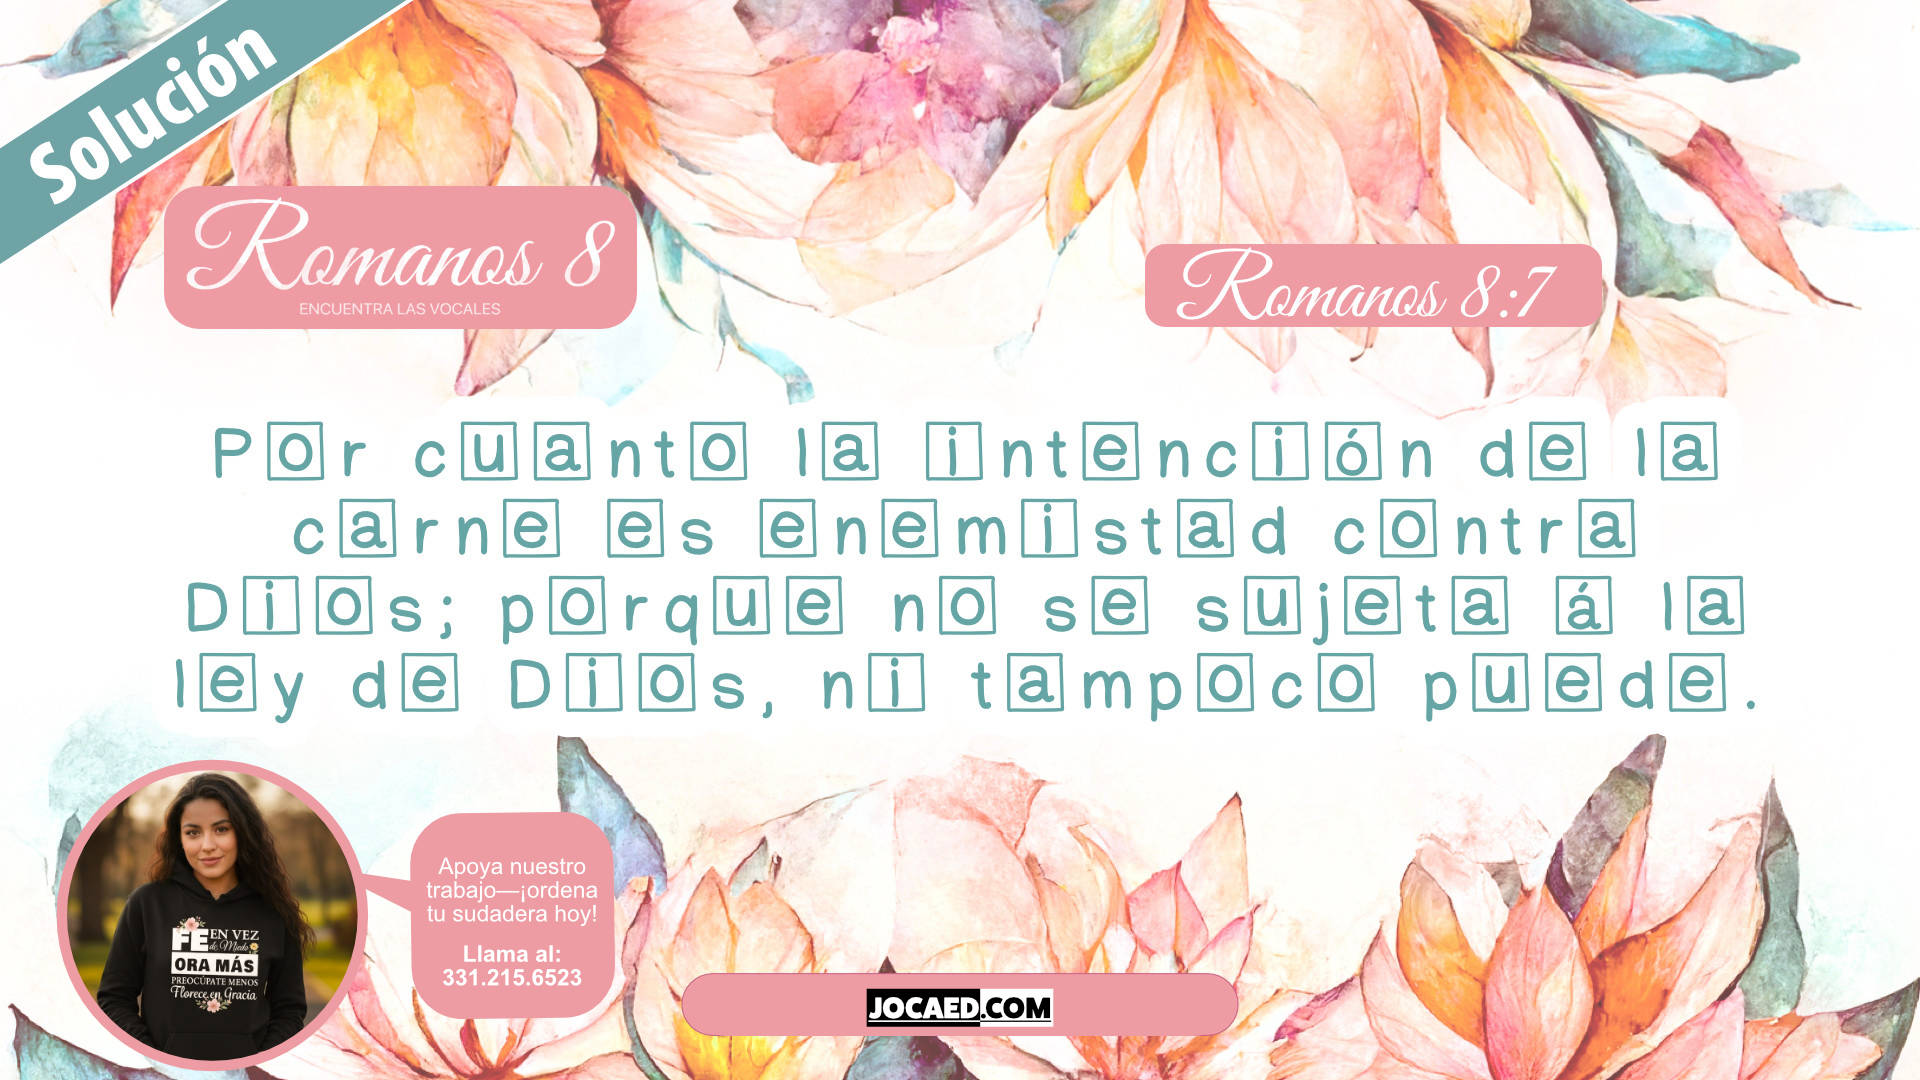 Solución
Romanos 8
ENCUENTRA LAS VOCALES
Romanos 8:7
Por cuanto la intención de la
carne es enemistad contra
Dios; porque no se sujeta á la
ley de Dios, ni tampoco puede.
FE EN VEZ
de Miedo
ORA MÁS
PREOCÚPATE MENOS
Florece en Gracia
Apoya nuestro
trabajo—¡ordena
tu sudadera hoy!
Llama al:
331.215.6523
JOCAED.COM